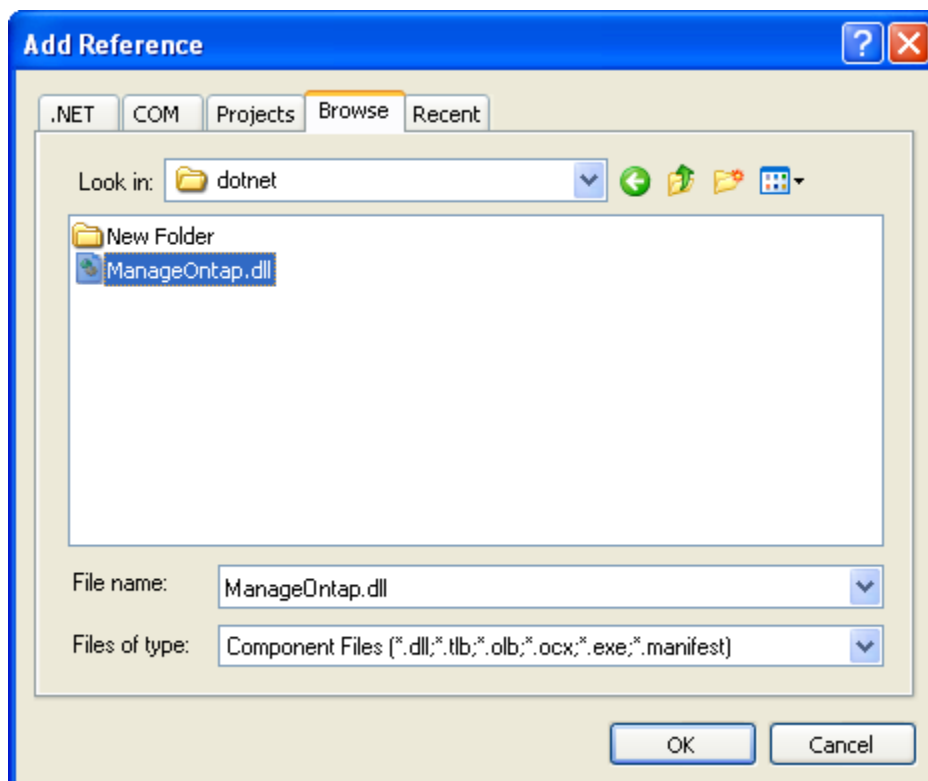 Add Reference
.NET COM Projects Browse Recent
Look in: dotnet
New Folder
ManageOntap.dll
File name: ManageOntap.dll
Files of type: Component Files (*.dll;*.tlb;*.olb;*.ocx;*.exe;*.manifest)
OK Cancel